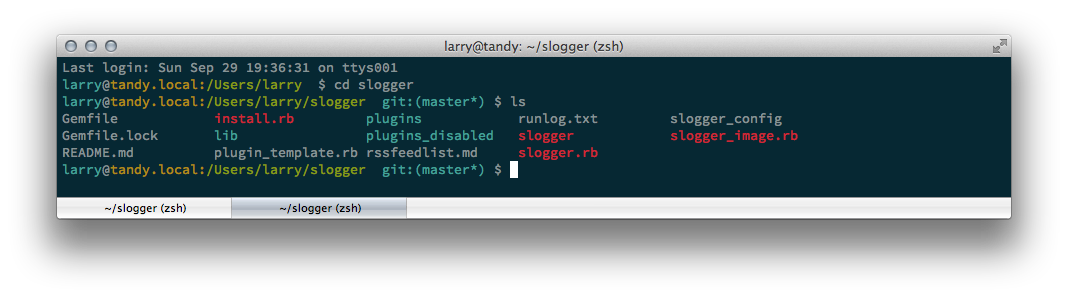 larry@tandy: ~/slogger (zsh)
Last login: Sun Sep 29 19:36:31 on ttys001
larry@tandy.local:/Users/larry  $ cd slogger
larry@tandy.local:/Users/larry/slogger  git:(master*) $ ls
Gemfile            install.rb         plugins            runlog.txt         slogger_config
Gemfile.lock       lib                plugins_disabled   slogger            slogger_image.rb
README.md          plugin_template.rb rssfeedlist.md     slogger.rb
larry@tandy.local:/Users/larry/slogger  git:(master*) $
~/slogger (zsh) ~/slogger (zsh)